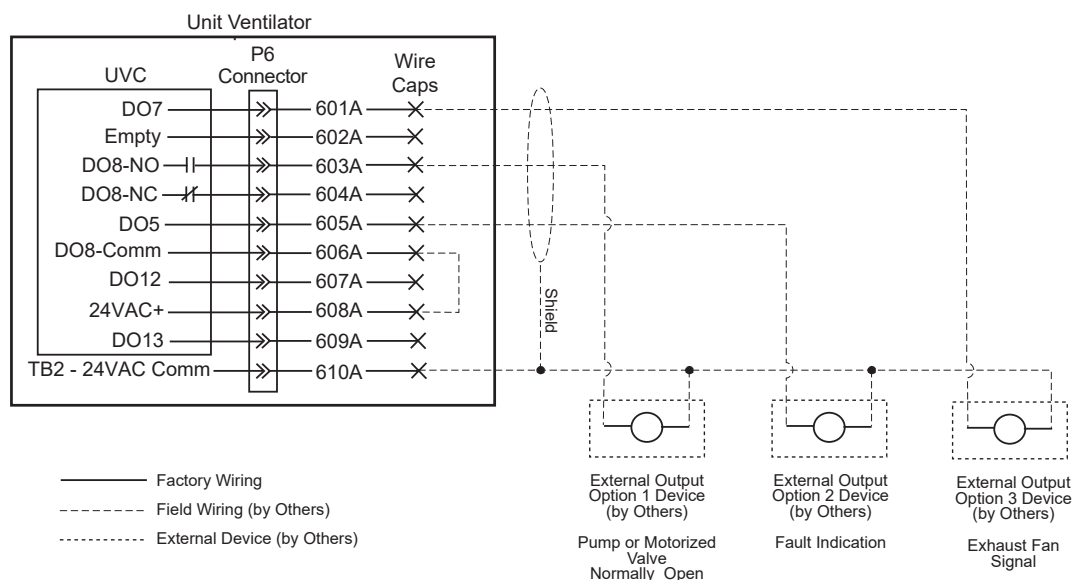 Unit Ventilator
P6
Connector
Wire
Caps
UVC
DO7
601A
Empty
602A
DO8-NO
603A
DO8-NC
604A
DO5
605A
DO8-Comm
606A
DO12
607A
24VAC+
608A
DO13
609A
TB2 - 24VAC Comm
610A
Shield
Factory Wiring
Field Wiring (by Others)
External Device (by Others)
External Output
Option 1 Device
(by Others)
Pump or Motorized
Valve
Normally Open
External Output
Option 2 Device
(by Others)
Fault Indication
External Output
Option 3 Device
(by Others)
Exhaust Fan
Signal